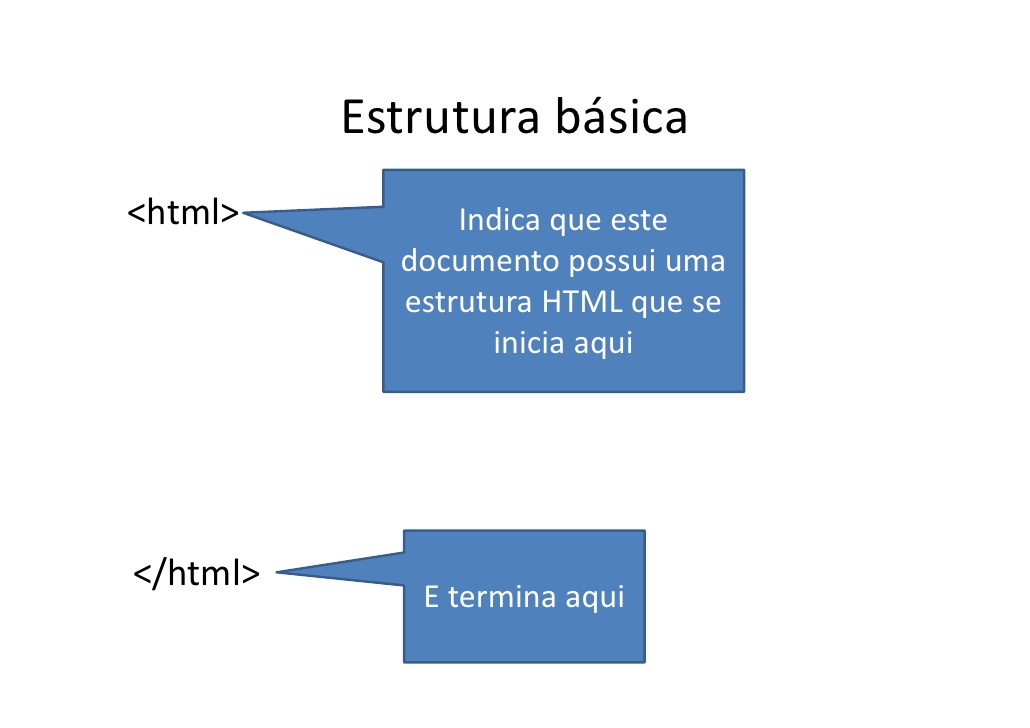 Estrutura básica
<html>
Indica que este
documento possui uma
estrutura HTML que se
inicia aqui
</html>
E termina aqui